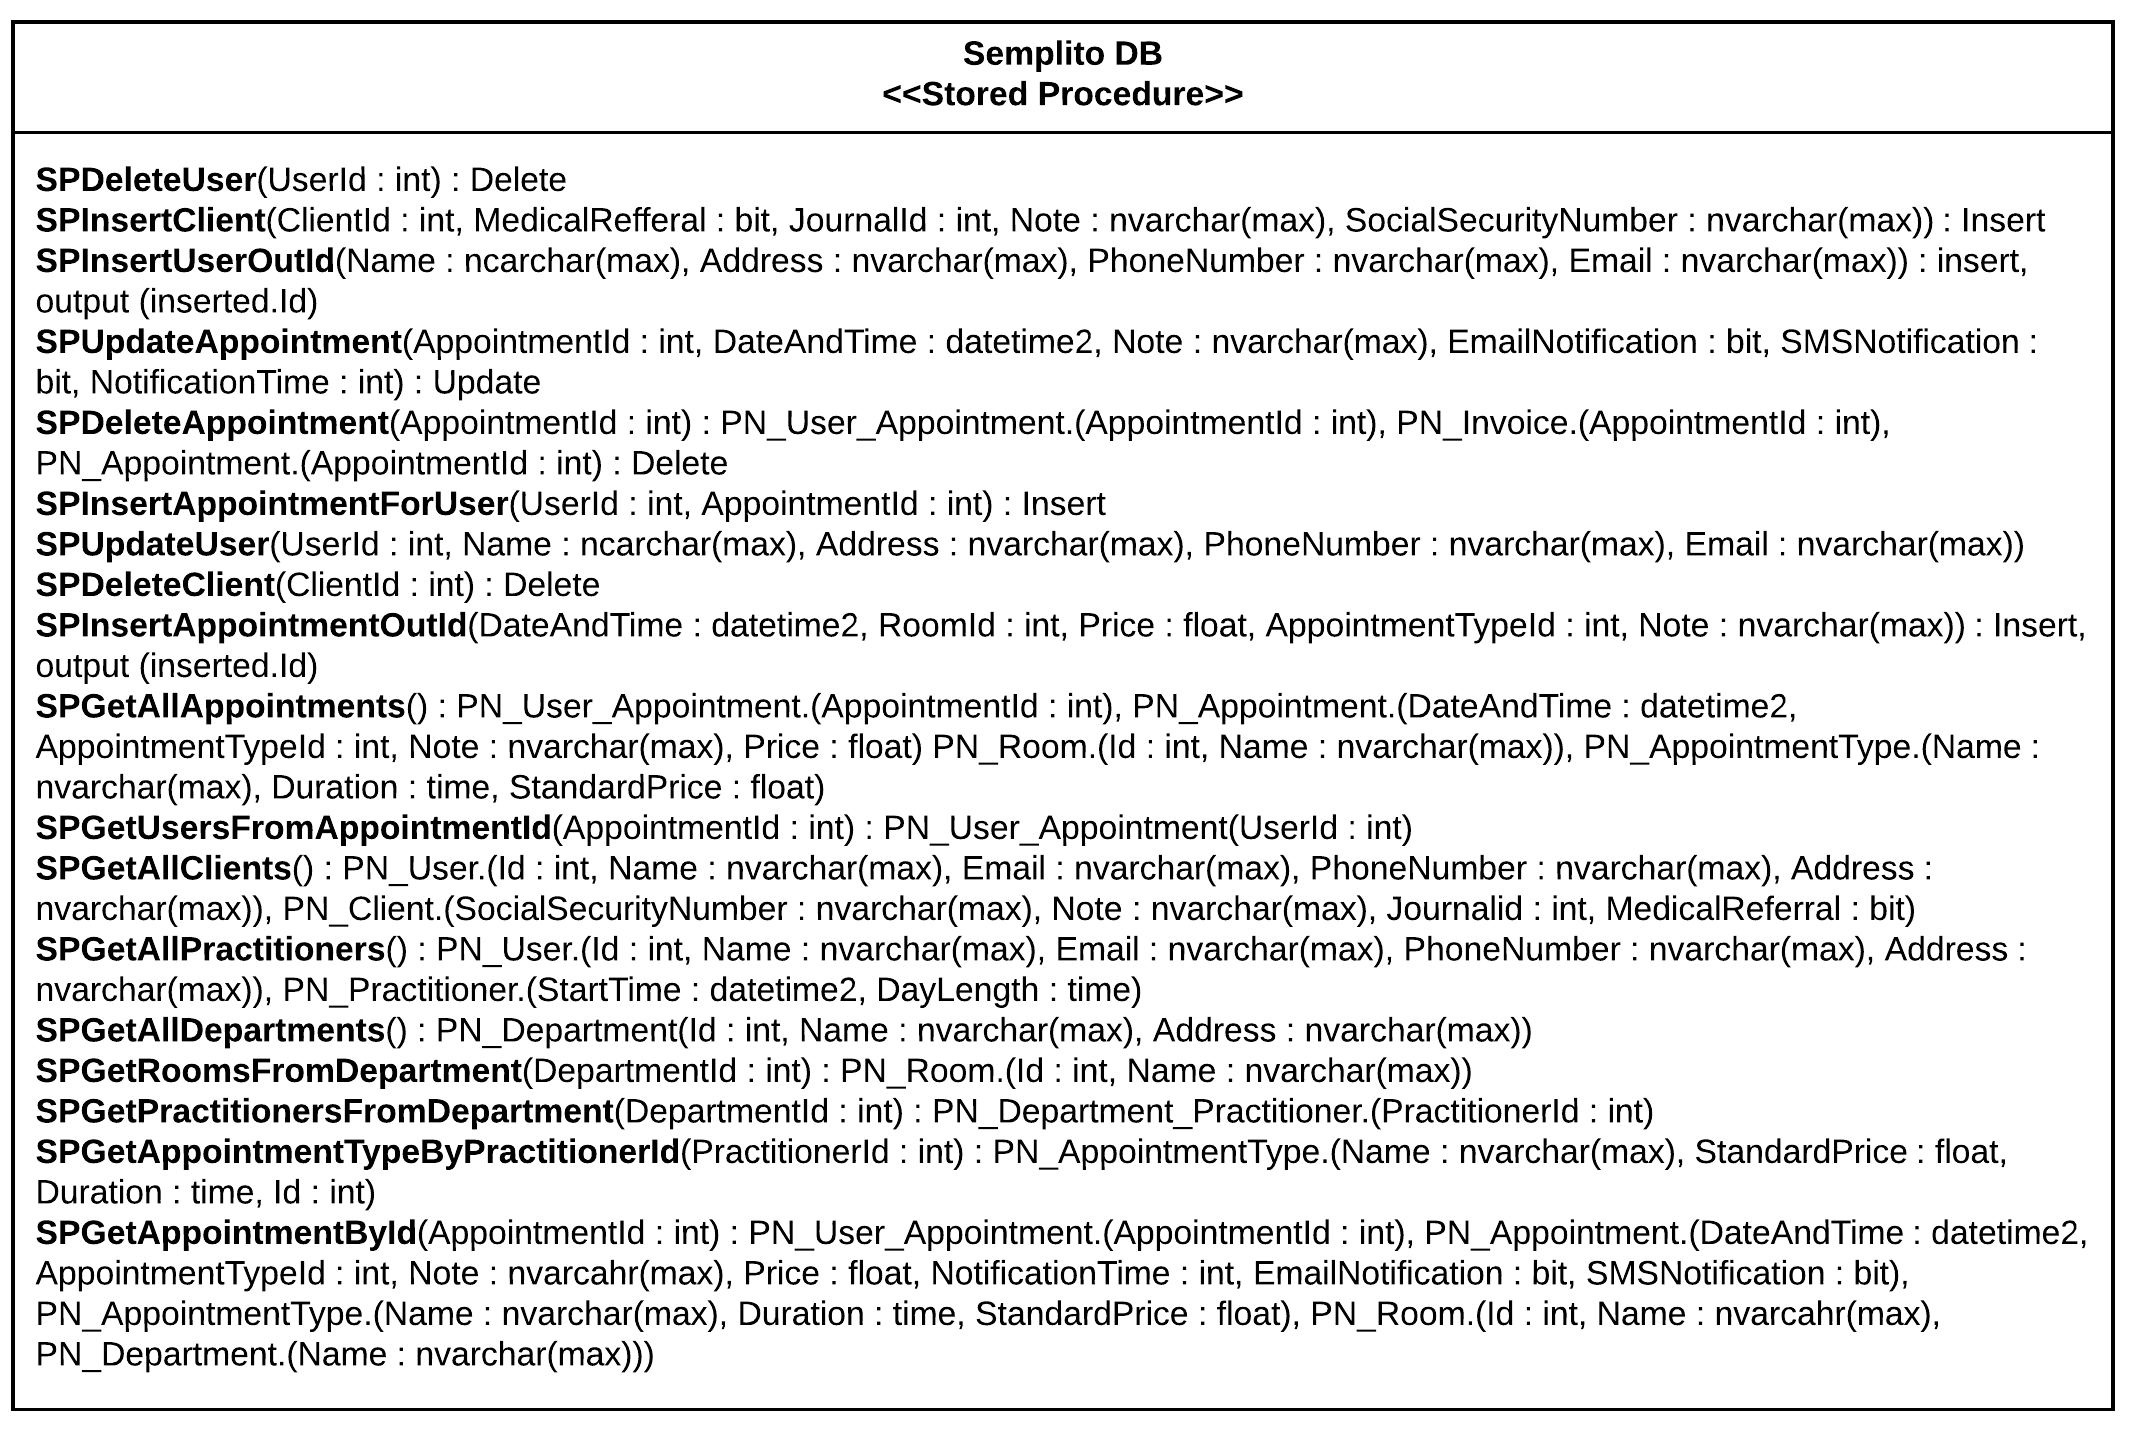 Semplito DB
<<Stored Procedure>>
SPDeleteUser(UserId : int) : Delete
SPInsertClient(ClientId : int, MedicalRefferal : bit, JournalId : int, Note : nvarchar(max), SocialSecurityNumber : nvarchar(max)) : Insert
SPInsertUserOutId(Name : ncarchar(max), Address : nvarchar(max), PhoneNumber : nvarchar(max), Email : nvarchar(max)) : insert,
output (inserted.Id)
SPUpdateAppointment(AppointmentId : int, DateAndTime : datetime2, Note : nvarchar(max), EmailNotification : bit, SMSNotification :
bit, NotificationTime : int) : Update
SPDeleteAppointment(AppointmentId : int) : PN_User_Appointment.(AppointmentId : int), PN_Invoice.(AppointmentId : int),
PN_Appointment.(AppointmentId : int) : Delete
SPInsertAppointmentForUser(UserId : int, AppointmentId : int) : Insert
SPUpdateUser(UserId : int, Name : ncarchar(max), Address : nvarchar(max), PhoneNumber : nvarchar(max), Email : nvarchar(max))
SPDeleteClient(ClientId : int) : Delete
SPInsertAppointmentOutId(DateAndTime : datetime2, RoomId : int, Price : float, AppointmentTypeId : int, Note : nvarchar(max)) : Insert,
output (inserted.Id)
SPGetAllAppointments() : PN_User_Appointment.(AppointmentId : int), PN_Appointment.(DateAndTime : datetime2,
AppointmentTypeId : int, Note : nvarchar(max), Price : float) PN_Room.(Id : int, Name : nvarchar(max)), PN_AppointmentType.(Name :
nvarchar(max), Duration : time, StandardPrice : float)
SPGetUsersFromAppointmentId(AppointmentId : int) : PN_User_Appointment(UserId : int)
SPGetAllClients() : PN_User.(Id : int, Name : nvarchar(max), Email : nvarchar(max), PhoneNumber : nvarchar(max), Address :
nvarchar(max)), PN_Client.(SocialSecurityNumber : nvarchar(max), Note : nvarchar(max), Journalid : int, MedicalReferral : bit)
SPGetAllPractitioners() : PN_User.(Id : int, Name : nvarchar(max), Email : nvarchar(max), PhoneNumber : nvarchar(max), Address :
nvarchar(max)), PN_Practitioner.(StartTime : datetime2, DayLength : time)
SPGetAllDepartments() : PN_Department(Id : int, Name : nvarchar(max), Address : nvarchar(max))
SPGetRoomsFromDepartment(DepartmentId : int) : PN_Room.(Id : int, Name : nvarchar(max))
SPGetPractitionersFromDepartment(DepartmentId : int) : PN_Department_Practitioner.(PractitionerId : int)
SPGetAppointmentTypeByPractitionerId(PractitionerId : int) : PN_AppointmentType.(Name : nvarchar(max), StandardPrice : float,
Duration : time, Id : int)
SPGetAppointmentById(AppointmentId : int) : PN_User_Appointment.(AppointmentId : int), PN_Appointment.(DateAndTime : datetime2,
AppointmentTypeId : int, Note : nvarcahr(max), Price : float, NotificationTime : int, EmailNotification : bit, SMSNotification : bit),
PN_AppointmentType.(Name : nvarchar(max), Duration : time, StandardPrice : float), PN_Room.(Id : int, Name : nvarcahr(max),
PN_Department.(Name : nvarchar(max)))